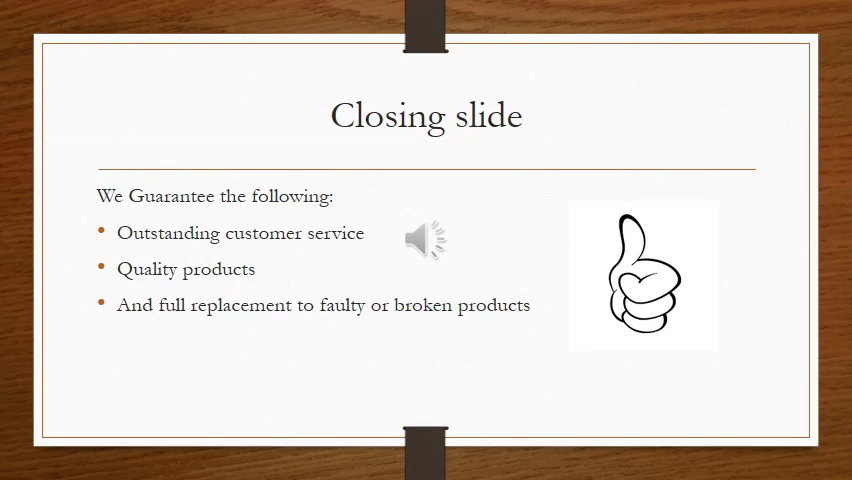 Closing slide
We Guarantee the following:
• Outstanding customer service
• Quality products
• And full replacement to faulty or broken products